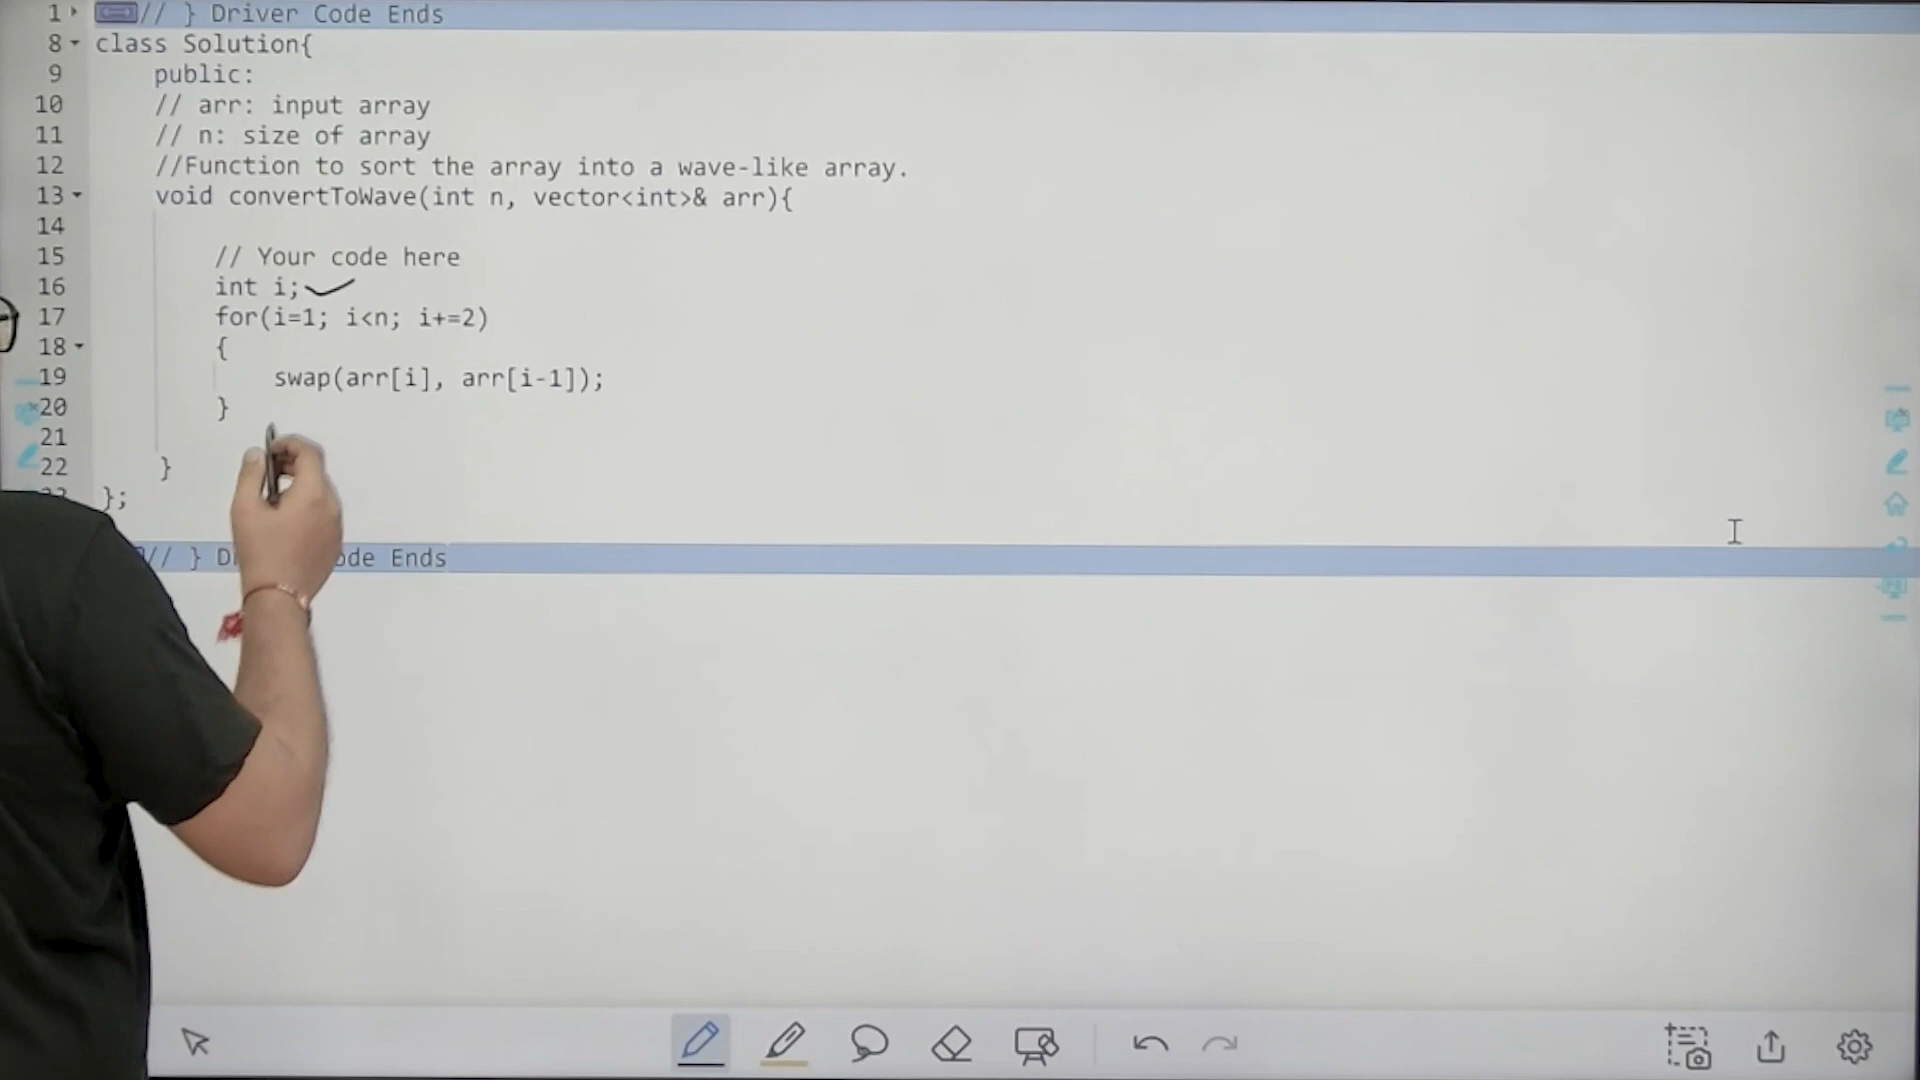 1 // } Driver Code Ends
8 class Solution{
9 public:
10 // arr: input array
11 // n: size of array
12 //Function to sort the array into a wave-like array.
13 void convertToWave(int n, vector<int>& arr){
14
15 // Your code here
16 int i;
17 for(i=1; i<n; i+=2)
18 {
19 swap(arr[i], arr[i-1]);
20 }
21
22 }
};
// } D ode Ends